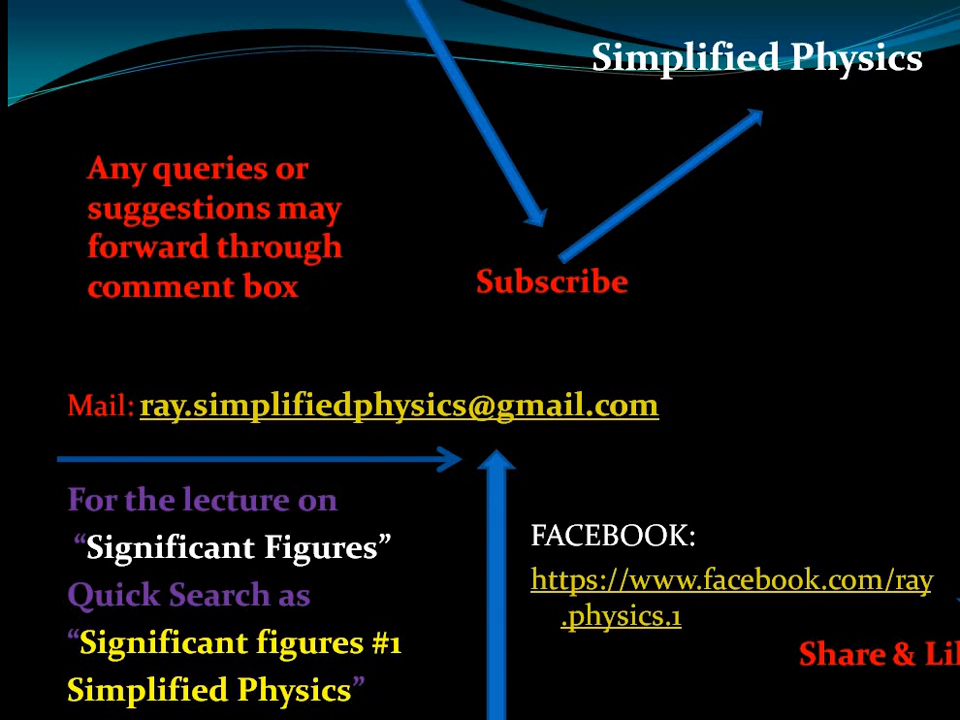 Simplified Physics
Any queries or
suggestions may
forward through
comment box
Subscribe
Mail: ray.simplifiedphysics@gmail.com
For the lecture on
“Significant Figures”
Quick Search as
“Significant figures #1
Simplified Physics”
FACEBOOK:
https://www.facebook.com/ray
.physics.1
Share &